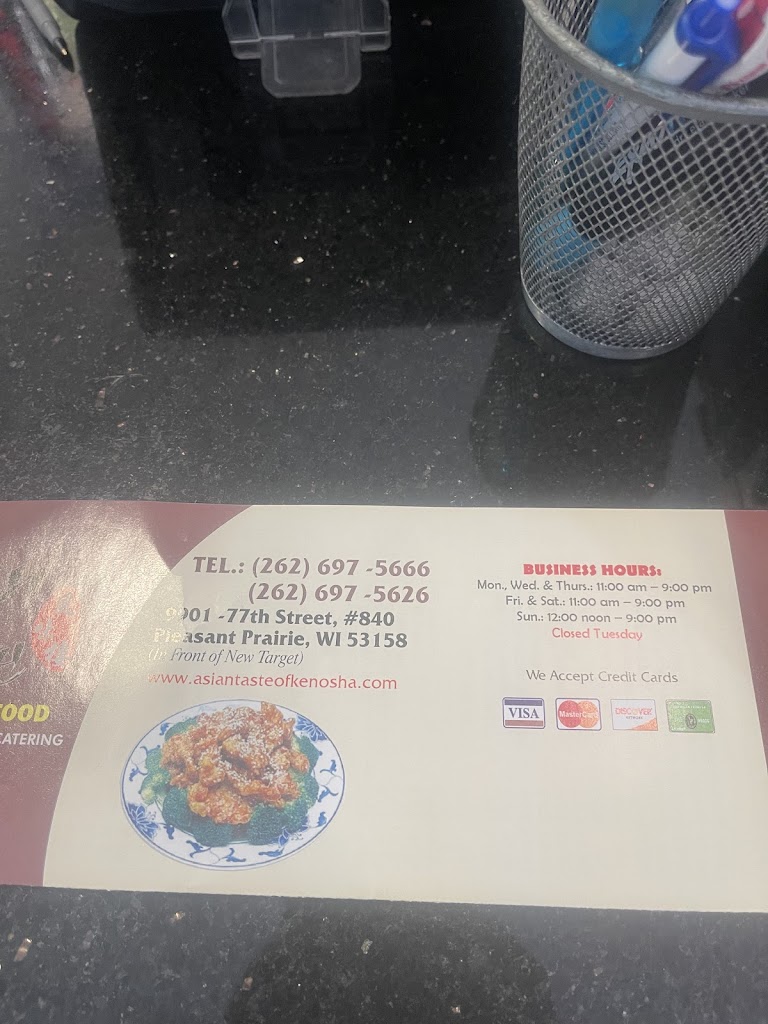 TEL.: (262) 697 -5666
(262) 697 -5626
9901 -77th Street, #840
Pleasant Prairie, WI 53158
(In Front of New Target)
www.asiantasteofkenosha.com
FOOD
CATERING
BUSINESS HOURS:
Mon., Wed. & Thurs.: 11:00 am – 9:00 pm
Fri. & Sat.: 11:00 am – 9:00 pm
Sun.: 12:00 noon – 9:00 pm
Closed Tuesday
We Accept Credit Cards
VISA
MasterCard
DISCOVER